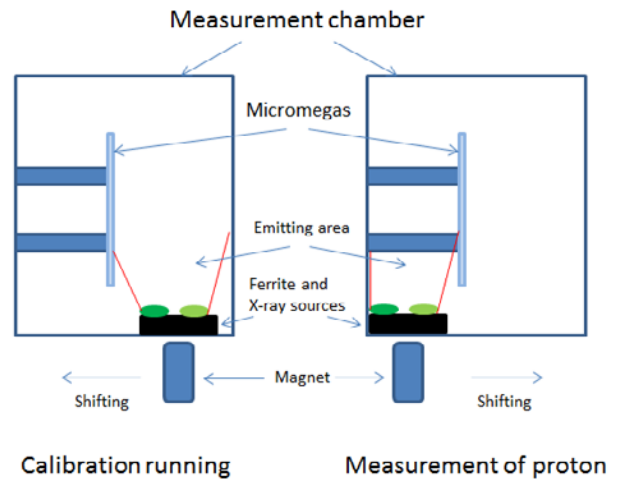 Measurement chamber
Micromegas
Emitting area
Ferrite and
X-ray sources
Magnet
Shifting
Shifting
Calibration running
Measurement of proton